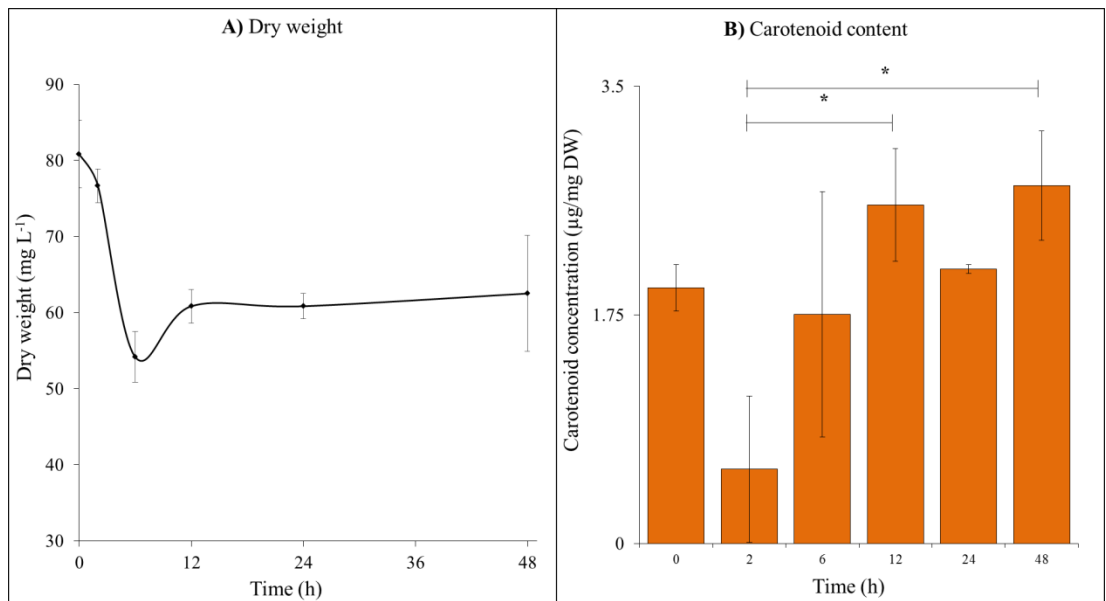 A) Dry weight
90
80
70
60
50
40
30
Dry weight (mg L-1)
0 12 24 36 48
Time (h)
B) Carotenoid content
*
*
3.5
1.75
0
Carotenoid concentration (µg/mg DW)
0 2 6 12 24 48
Time (h)